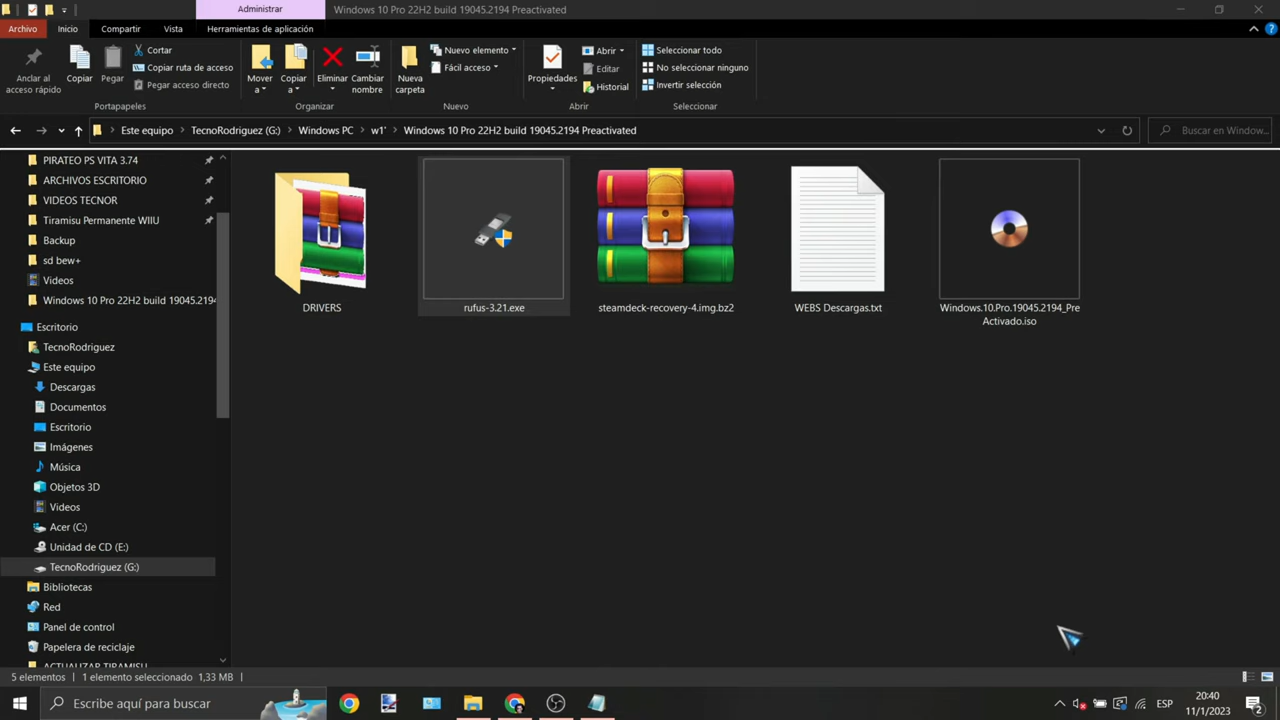 Administrar
Windows 10 Pro 22H2 build 19045.2194 Preactivated
Archivo
Inicio
Compartir
Vista
Herramientas de aplicación
Anclar al
acceso rápido
Copiar
Pegar
Cortar
Copiar ruta de acceso
Pegar acceso directo
Portapapeles
Mover
a
Copiar
a
Eliminar
Cambiar
nombre
Organizar
Nueva
carpeta
Nuevo elemento
Fácil acceso
Nuevo
Propiedades
Abrir
Editar
Historial
Abrir
Seleccionar todo
No seleccionar ninguno
Invertir selección
Seleccionar
Este equipo
TecnoRodriguez (G:)
Windows PC
w1'
Windows 10 Pro 22H2 build 19045.2194 Preactivated
Buscar en Window...
PIRATEO PS VITA 3.74
ARCHIVOS ESCRITORIO
VIDEOS TECNOR
Tiramisu Permanente WIIU
Backup
sd bew+
Videos
Windows 10 Pro 22H2 build 19045.2194
Escritorio
TecnoRodriguez
Este equipo
Descargas
Documentos
Escritorio
Imágenes
Música
Objetos 3D
Videos
Acer (C:)
Unidad de CD (E:)
TecnoRodriguez (G:)
Bibliotecas
Red
Panel de control
Papelera de reciclaje
ACTUALIZAR TIRAMISU
DRIVERS
rufus-3.21.exe
steamdeck-recovery-4.img.bz2
WEBS Descargas.txt
Windows.10.Pro.19045.2194_Pre
Activado.iso
5 elementos
1 elemento seleccionado 1,33 MB
Escribe aquí para buscar
ESP
20:40
11/1/2023
2